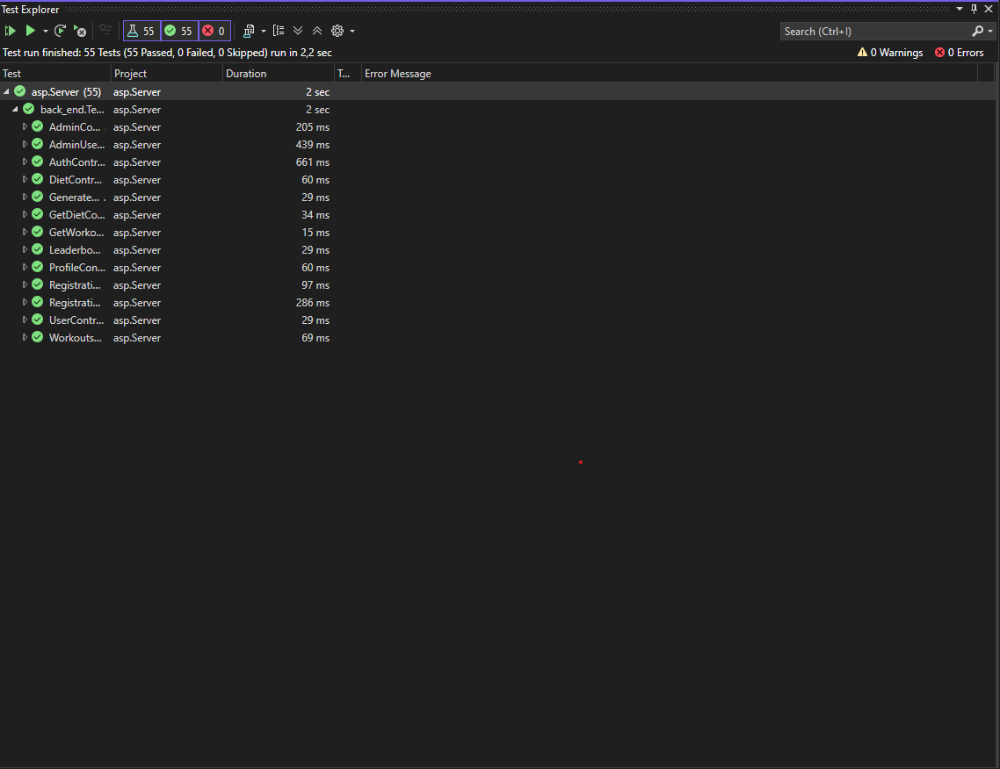 Test Explorer
55 55 0 Search (Ctrl+I)
Test run finished: 55 Tests (55 Passed, 0 Failed, 0 Skipped) run in 2,2 sec 0 Warnings 0 Errors
Test Project Duration T... Error Message
asp.Server (55) asp.Server 2 sec
back_end.Te... asp.Server 2 sec
AdminCo... asp.Server 205 ms
AdminUse... asp.Server 439 ms
AuthContr... asp.Server 661 ms
DietContr... asp.Server 60 ms
Generate... asp.Server 29 ms
GetDietCo... asp.Server 34 ms
GetWorko... asp.Server 15 ms
Leaderbo... asp.Server 29 ms
ProfileCon... asp.Server 60 ms
Registrati... asp.Server 97 ms
Registrati... asp.Server 286 ms
UserContr... asp.Server 29 ms
Workouts... asp.Server 69 ms